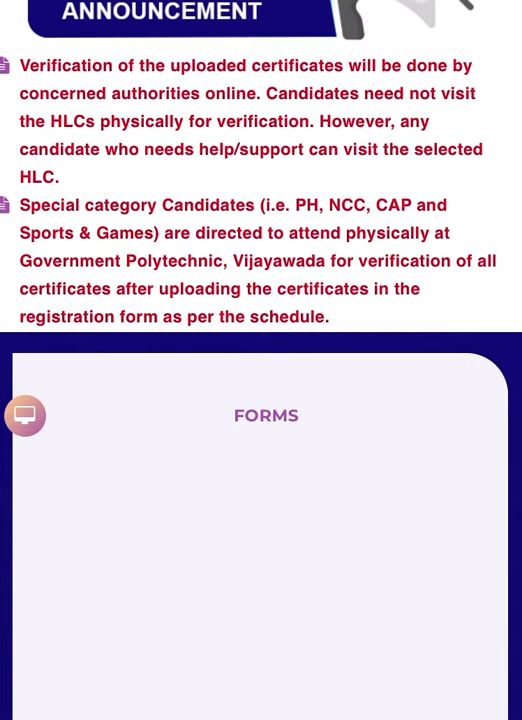 ANNOUNCEMENT
Verification of the uploaded certificates will be done by
concerned authorities online. Candidates need not visit
the HLCs physically for verification. However, any
candidate who needs help/support can visit the selected
HLC.
Special category Candidates (i.e. PH, NCC, CAP and
Sports & Games) are directed to attend physically at
Government Polytechnic, Vijayawada for verification of all
certificates after uploading the certificates in the
registration form as per the schedule.
FORMS